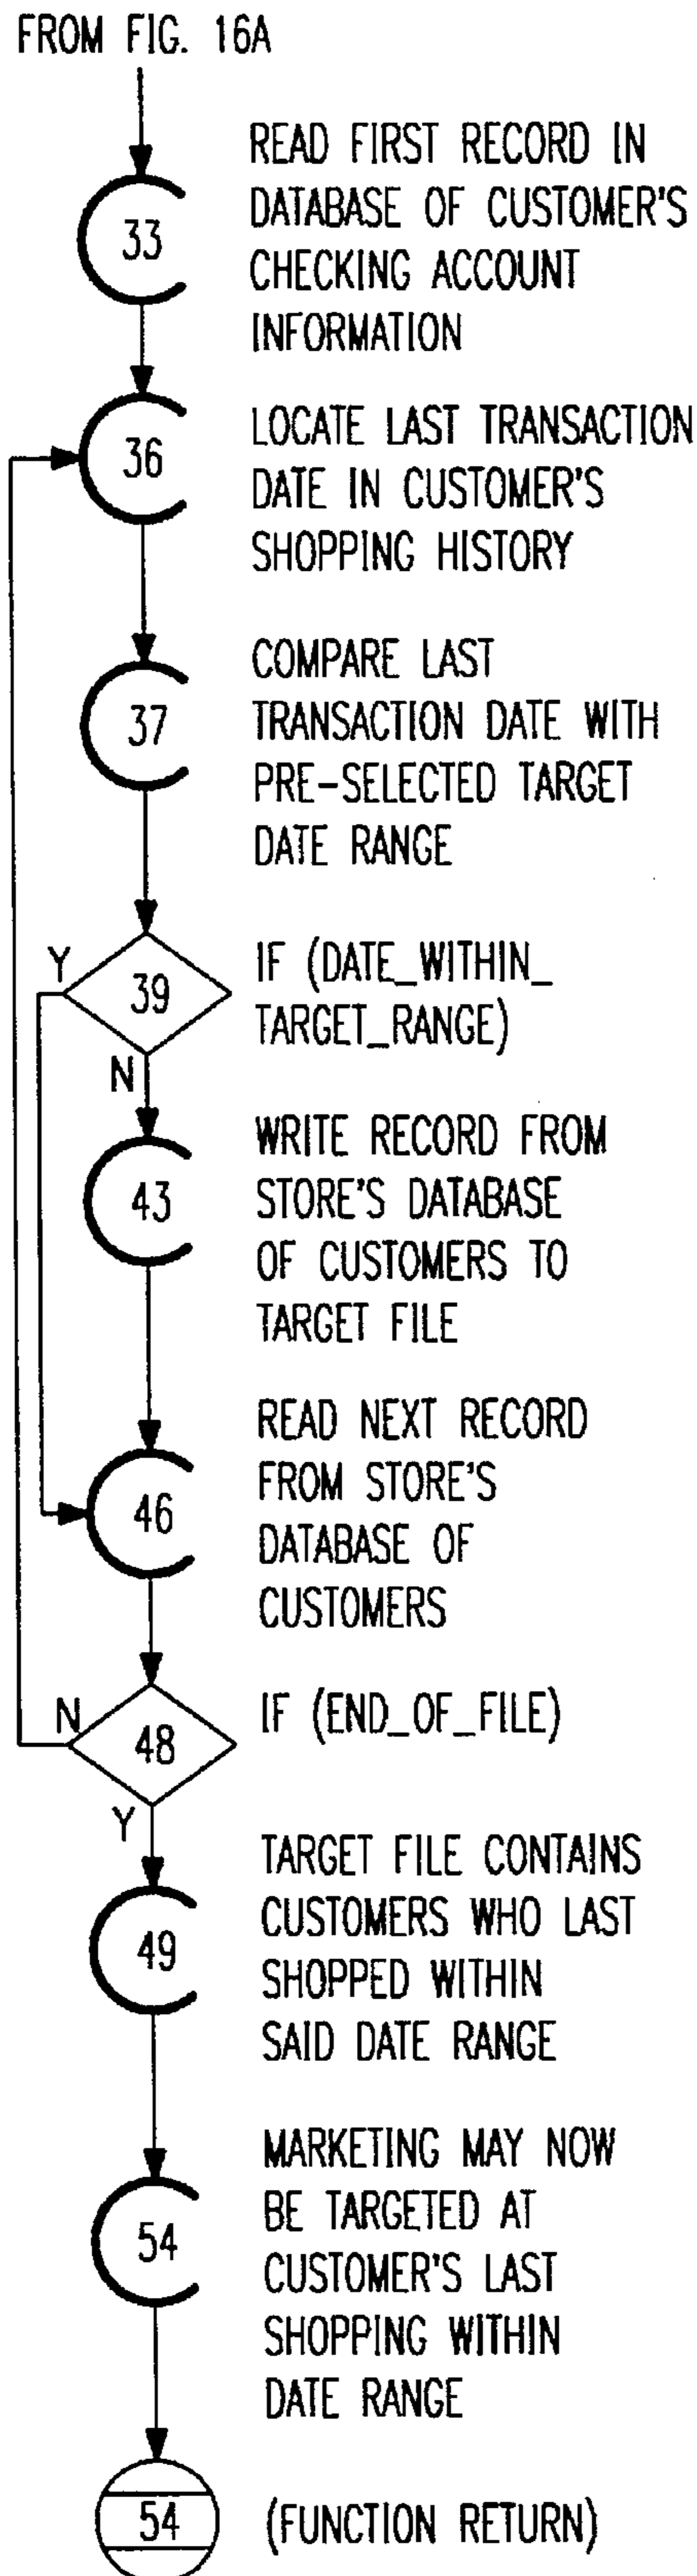 FROM FIG. 16A
READ FIRST RECORD IN
DATABASE OF CUSTOMER'S
33
CHECKING ACCOUNT
INFORMATION
LOCATE LAST TRANSACTION
36
DATE IN CUSTOMER'S
SHOPPING HISTORY
COMPARE LAST
37
TRANSACTION DATE WITH
PRE-SELECTED TARGET
DATE RANGE
Y
39
IF (DATE_WITHIN_
TARGET_RANGE)
N
WRITE RECORD FROM
43
STORE'S DATABASE
OF CUSTOMERS TO
TARGET FILE
READ NEXT RECORD
FROM STORE'S
46
DATABASE OF
CUSTOMERS
N
48
IF (END_OF_FILE)
Y
TARGET FILE CONTAINS
CUSTOMERS WHO LAST
49
SHOPPED WITHIN
SAID DATE RANGE
MARKETING MAY NOW
BE TARGETED AT
54
CUSTOMER'S LAST
SHOPPING WITHIN
DATE RANGE
54
(FUNCTION RETURN)